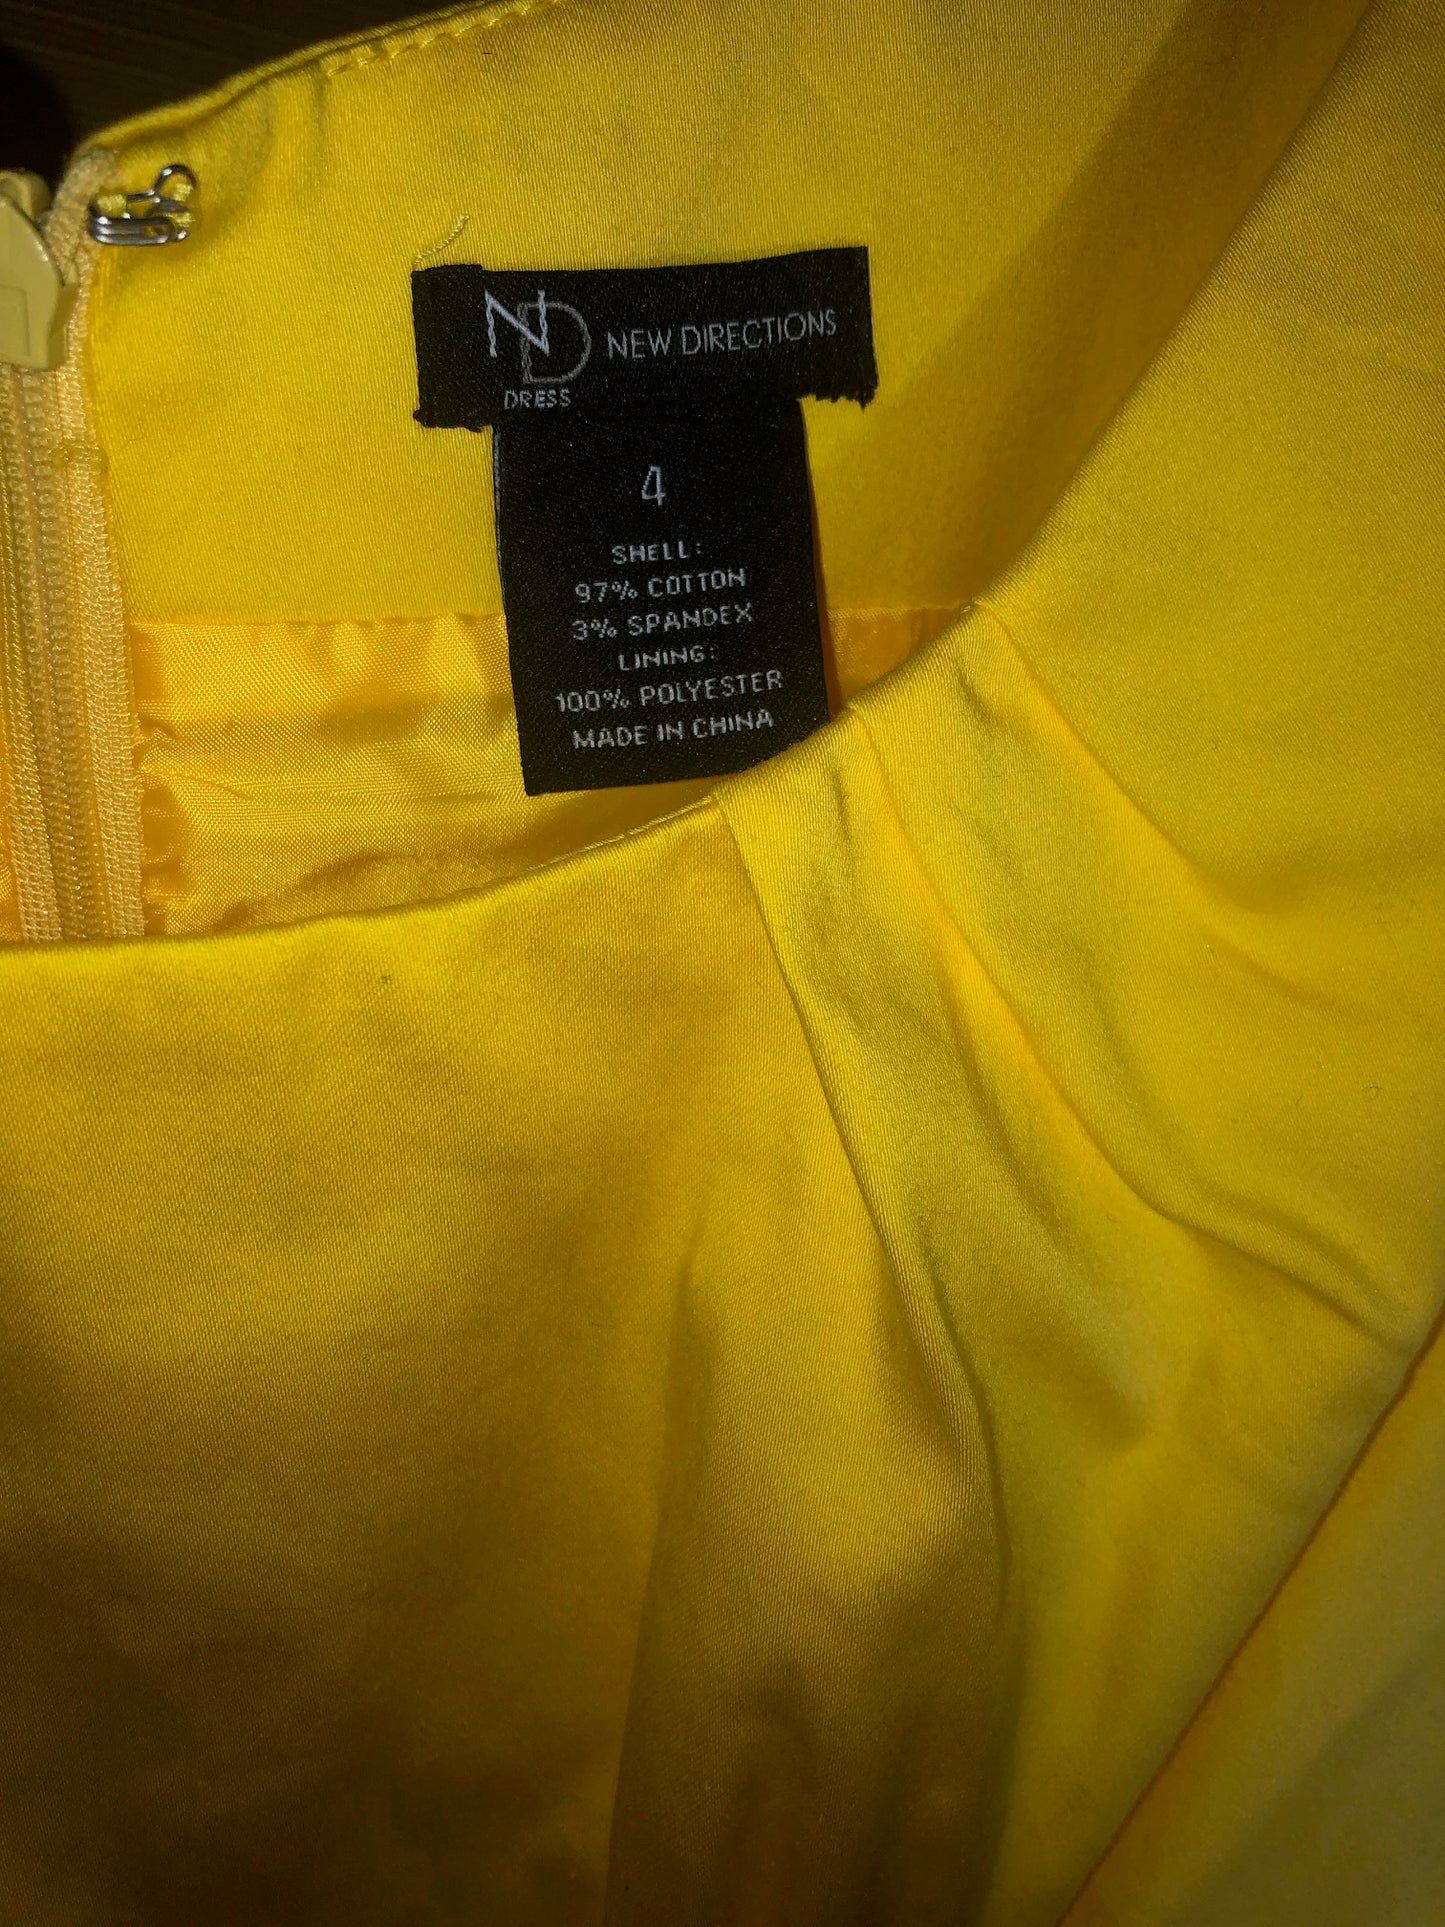 ND NEW DIRECTIONS
DRESS
4
SHELL:
97% COTTON
3% SPANDEX
LINING:
100% POLYESTER
MADE IN CHINA